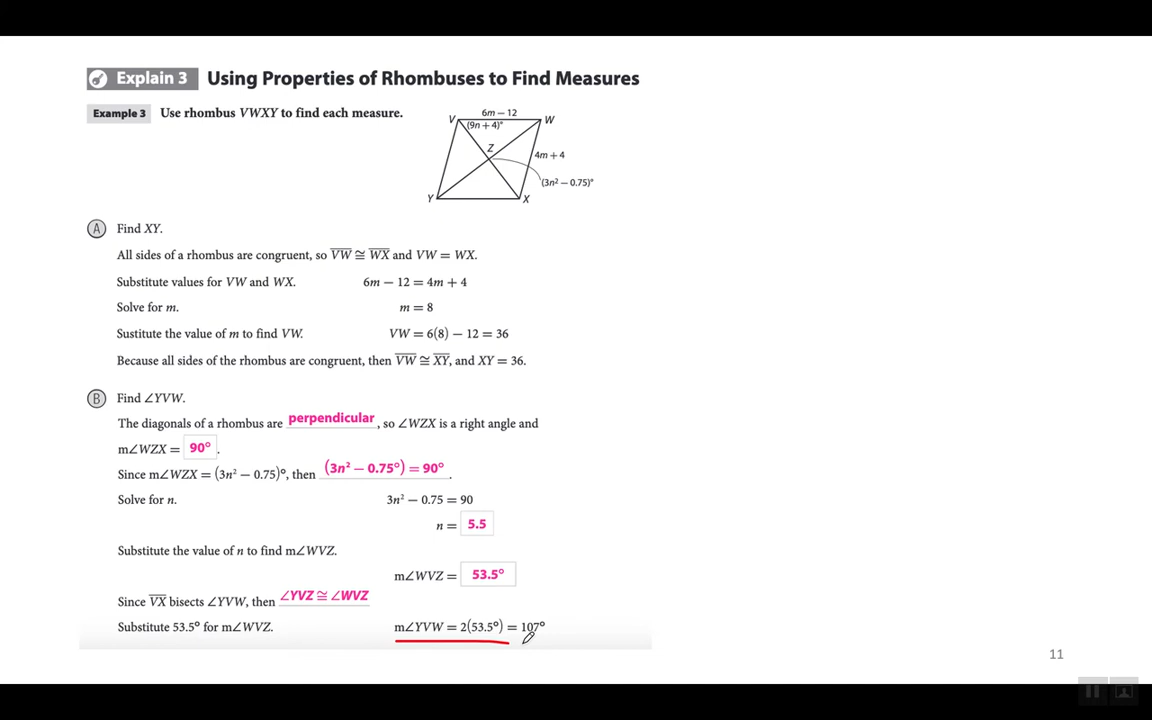 Explain 3 Using Properties of Rhombuses to Find Measures
Example 3 Use rhombus VWXY to find each measure.
6m − 12
V
W
(9n + 4)°
Z
4m + 4
(3n² − 0.75)°
Y
X
A Find XY.
All sides of a rhombus are congruent, so V̅W̅ ≅ W̅X̅ and VW = WX.
Substitute values for VW and WX. 6m − 12 = 4m + 4
Solve for m. m = 8
Sustitute the value of m to find VW. VW = 6(8) − 12 = 36
Because all sides of the rhombus are congruent, then V̅W̅ ≅ X̅Y̅, and XY = 36.
B Find ∠YVW.
The diagonals of a rhombus are perpendicular, so ∠WZX is a right angle and
m∠WZX = 90°.
Since m∠WZX = (3n² − 0.75)°, then (3n² − 0.75°) = 90°.
Solve for n. 3n² − 0.75 = 90
n = 5.5
Substitute the value of n to find m∠WVZ.
m∠WVZ = 53.5°
Since V̅X̅ bisects ∠YVW, then ∠YVZ ≅ ∠WVZ
Substitute 53.5° for m∠WVZ. m∠YVW = 2(53.5°) = 107°
11